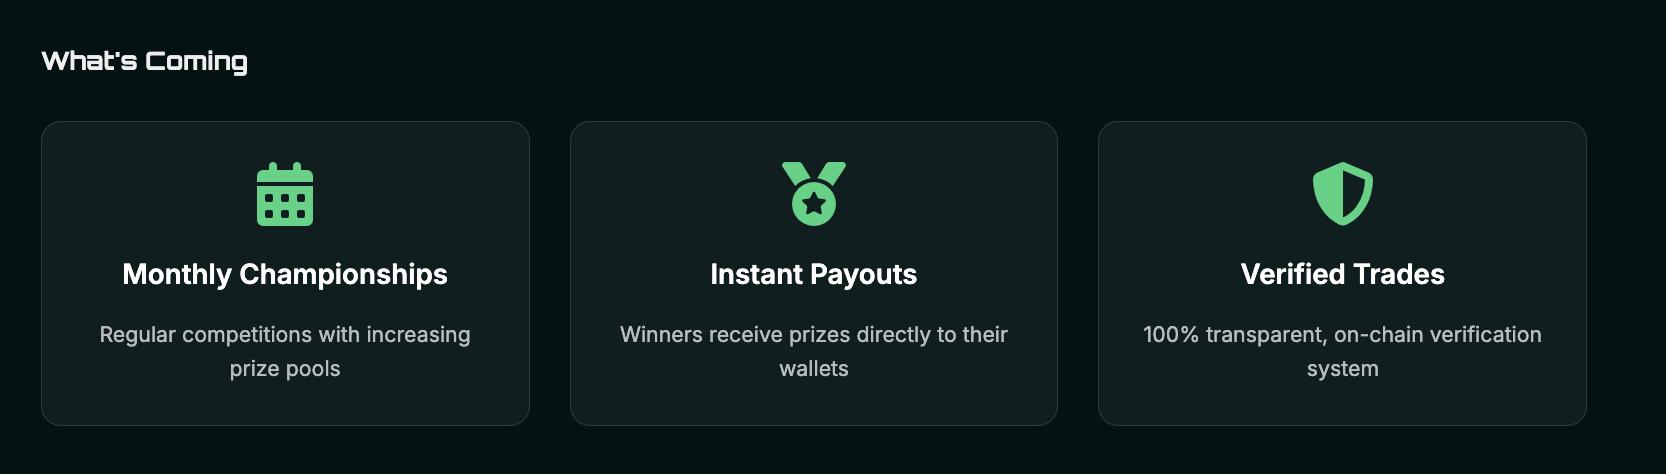 What's Coming
Monthly Championships
Regular competitions with increasing
prize pools
Instant Payouts
Winners receive prizes directly to their
wallets
Verified Trades
100% transparent, on-chain verification
system